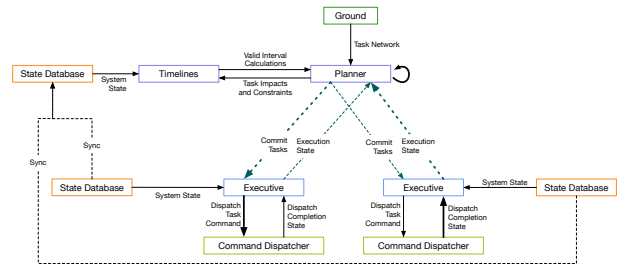 Ground
Task Network
Valid Interval
Calculations
State Database
System
State
Timelines
Planner
Task Impacts
and Constraints
Commit
Tasks
Execution
State
Commit
Tasks
Execution
State
Sync
Sync
State Database
System State
Executive
Executive
System State
State Database
Dispatch
Task
Command
Dispatch
Completion
State
Dispatch
Task
Command
Dispatch
Completion
State
Command Dispatcher
Command Dispatcher